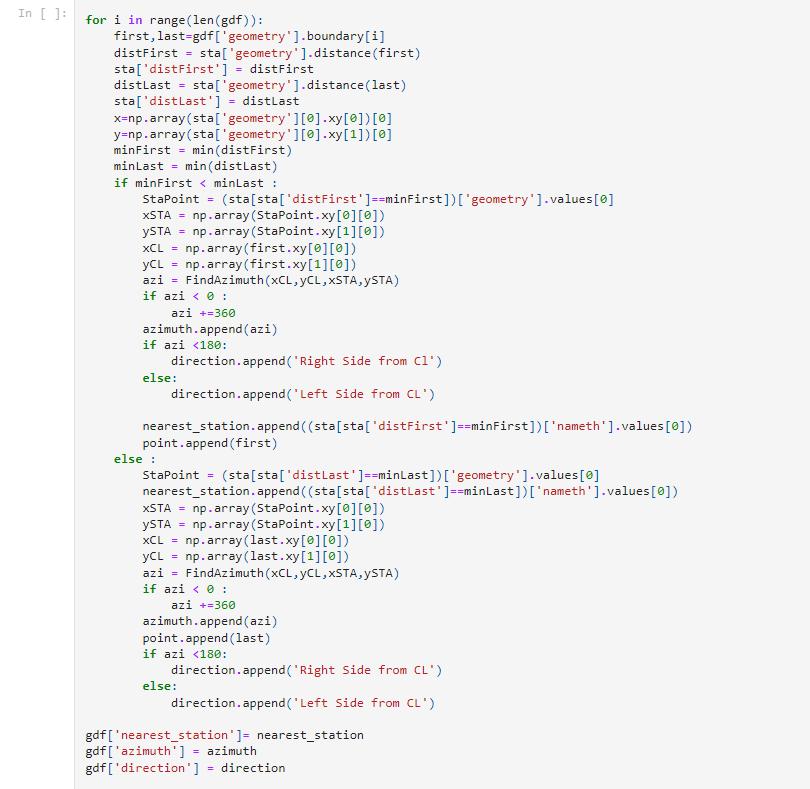 In [ ]:
for i in range(len(gdf)):
    first,last=gdf['geometry'].boundary[i]
    distFirst = sta['geometry'].distance(first)
    sta['distFirst'] = distFirst
    distLast = sta['geometry'].distance(last)
    sta['distLast'] = distLast
    x=np.array(sta['geometry'][0].xy[0])[0]
    y=np.array(sta['geometry'][0].xy[1])[0]
    minFirst = min(distFirst)
    minLast = min(distLast)
    if minFirst < minLast :
        StaPoint = (sta[sta['distFirst']==minFirst])['geometry'].values[0]
        xSTA = np.array(StaPoint.xy[0][0])
        ySTA = np.array(StaPoint.xy[1][0])
        xCL = np.array(first.xy[0][0])
        yCL = np.array(first.xy[1][0])
        azi = FindAzimuth(xCL,yCL,xSTA,ySTA)
        if azi < 0 :
            azi +=360
        azimuth.append(azi)
        if azi <180:
            direction.append('Right Side from Cl')
        else:
            direction.append('Left Side from CL')

        nearest_station.append((sta[sta['distFirst']==minFirst])['nameth'].values[0])
        point.append(first)
    else :
        StaPoint = (sta[sta['distLast']==minLast])['geometry'].values[0]
        nearest_station.append((sta[sta['distLast']==minLast])['nameth'].values[0])
        xSTA = np.array(StaPoint.xy[0][0])
        ySTA = np.array(StaPoint.xy[1][0])
        xCL = np.array(last.xy[0][0])
        yCL = np.array(last.xy[1][0])
        azi = FindAzimuth(xCL,yCL,xSTA,ySTA)
        if azi < 0 :
            azi +=360
        azimuth.append(azi)
        point.append(last)
        if azi <180:
            direction.append('Right Side from CL')
        else:
            direction.append('Left Side from CL')

gdf['nearest_station']= nearest_station
gdf['azimuth'] = azimuth
gdf['direction'] = direction